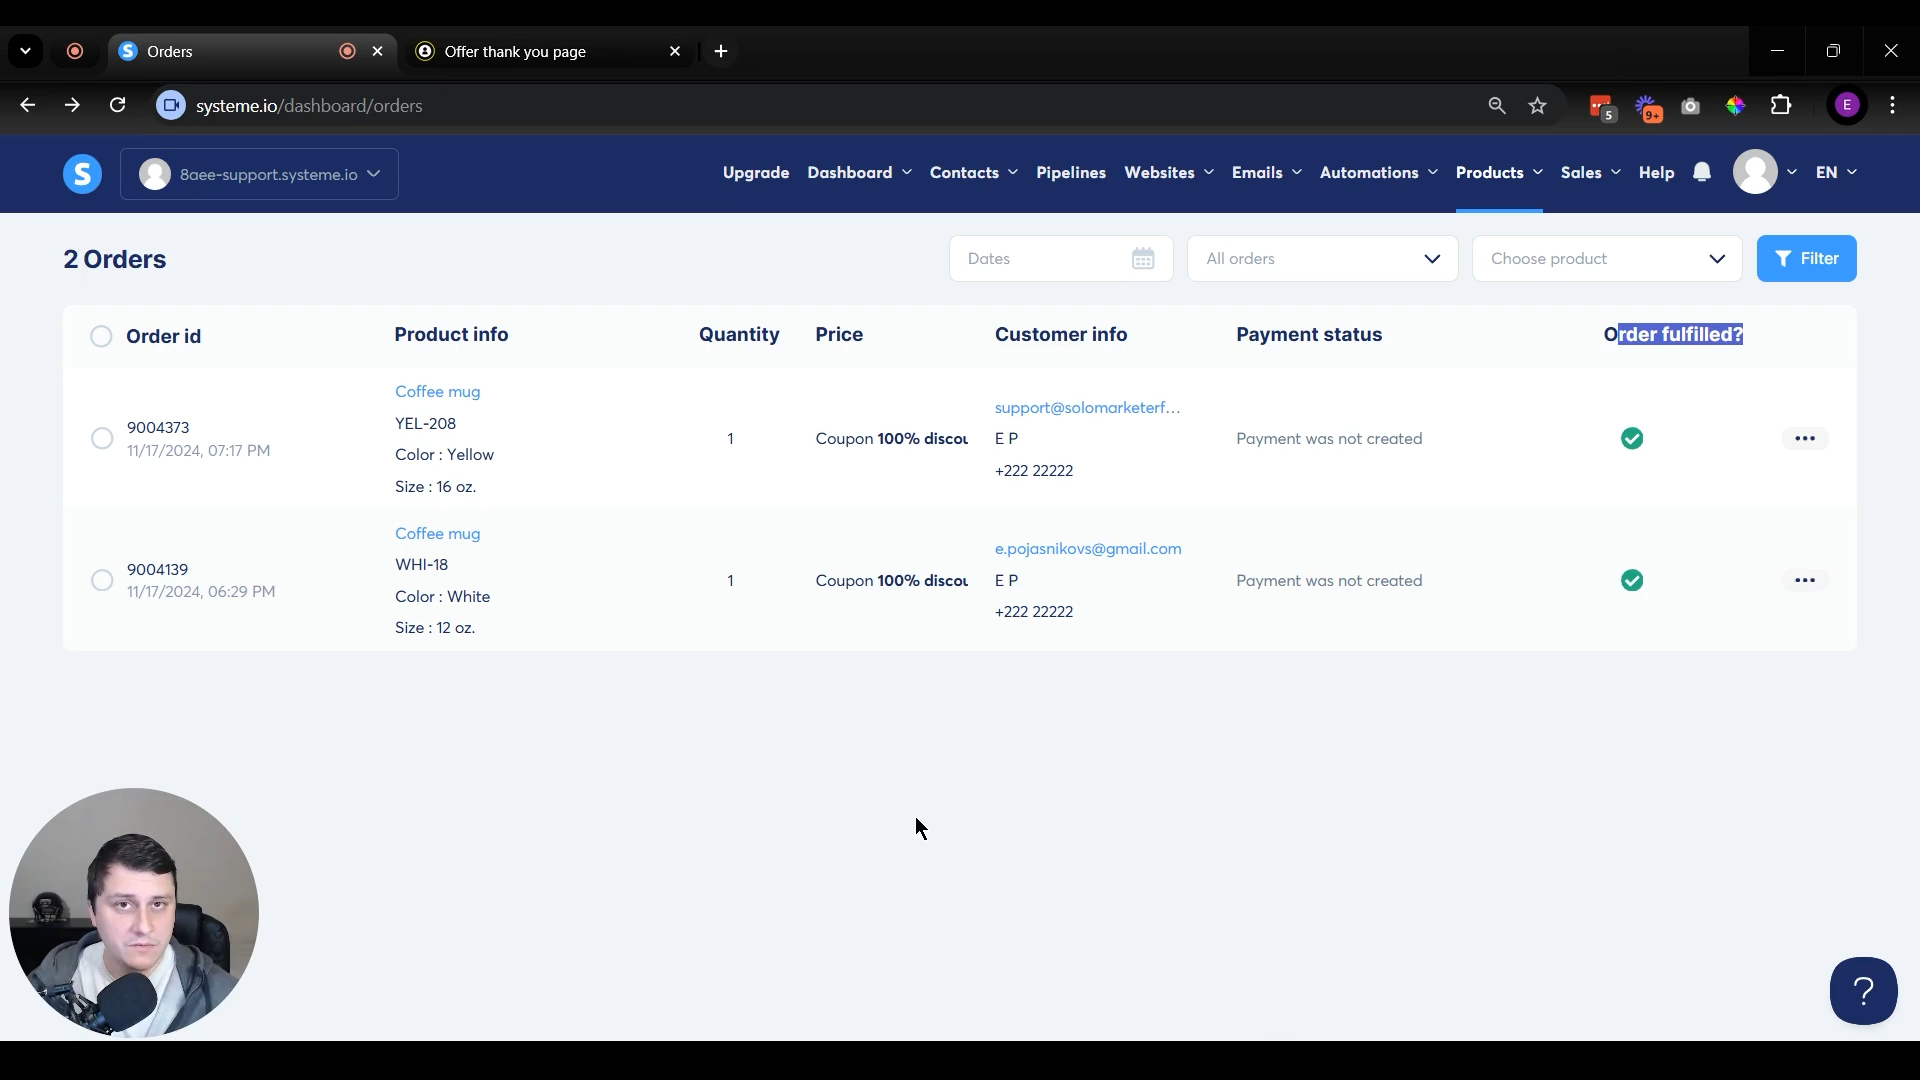 Orders
Offer thank you page
systeme.io/dashboard/orders
5
9+
E
S
8aee-support.systeme.io
Upgrade
Dashboard
Contacts
Pipelines
Websites
Emails
Automations
Products
Sales
Help
EN
2 Orders
Dates
All orders
Choose product
Filter
Order id
Product info
Quantity
Price
Customer info
Payment status
Order fulfilled?
9004373
11/17/2024, 07:17 PM
Coffee mug
YEL-208
Color : Yellow
Size : 16 oz.
1
Coupon 100% discou
support@solomarketerf...
E P
+222 22222
Payment was not created
9004139
11/17/2024, 06:29 PM
Coffee mug
WHI-18
Color : White
Size : 12 oz.
1
Coupon 100% discou
e.pojasnikovs@gmail.com
E P
+222 22222
Payment was not created
?